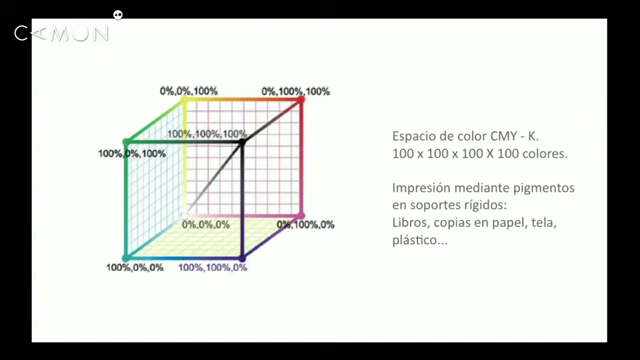 CAMON
0%,0%,100%
0%,100%,100%
100%,100%,100%
100%,0%,100%
0%,0%,0%
0%,100%,0%
100%,0%,0%
100%,100%,0%
Espacio de color CMY - K.
100 x 100 x 100 X 100 colores.
Impresión mediante pigmentos
en soportes rígidos:
Libros, copias en papel, tela,
plástico...